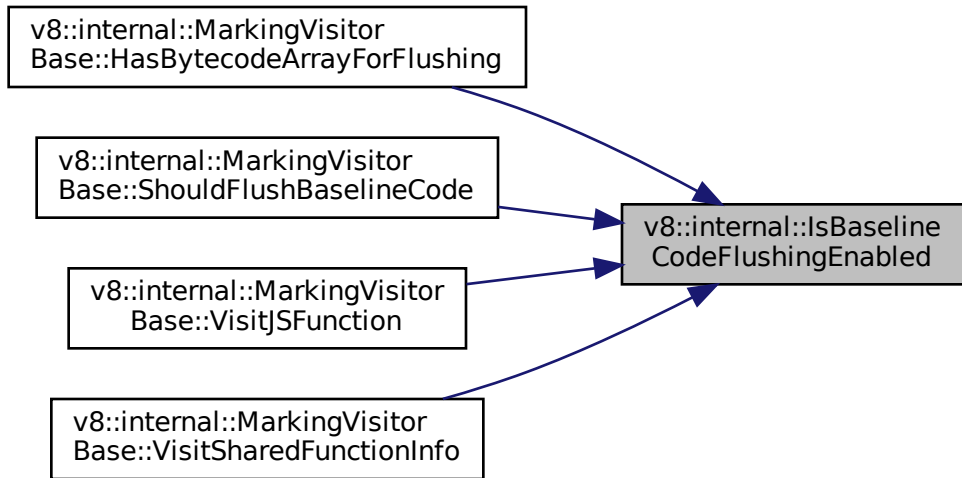 v8::internal::MarkingVisitor
Base::HasBytecodeArrayForFlushing
v8::internal::MarkingVisitor
Base::ShouldFlushBaselineCode
v8::internal::IsBaseline
CodeFlushingEnabled
v8::internal::MarkingVisitor
Base::VisitJSFunction
v8::internal::MarkingVisitor
Base::VisitSharedFunctionInfo